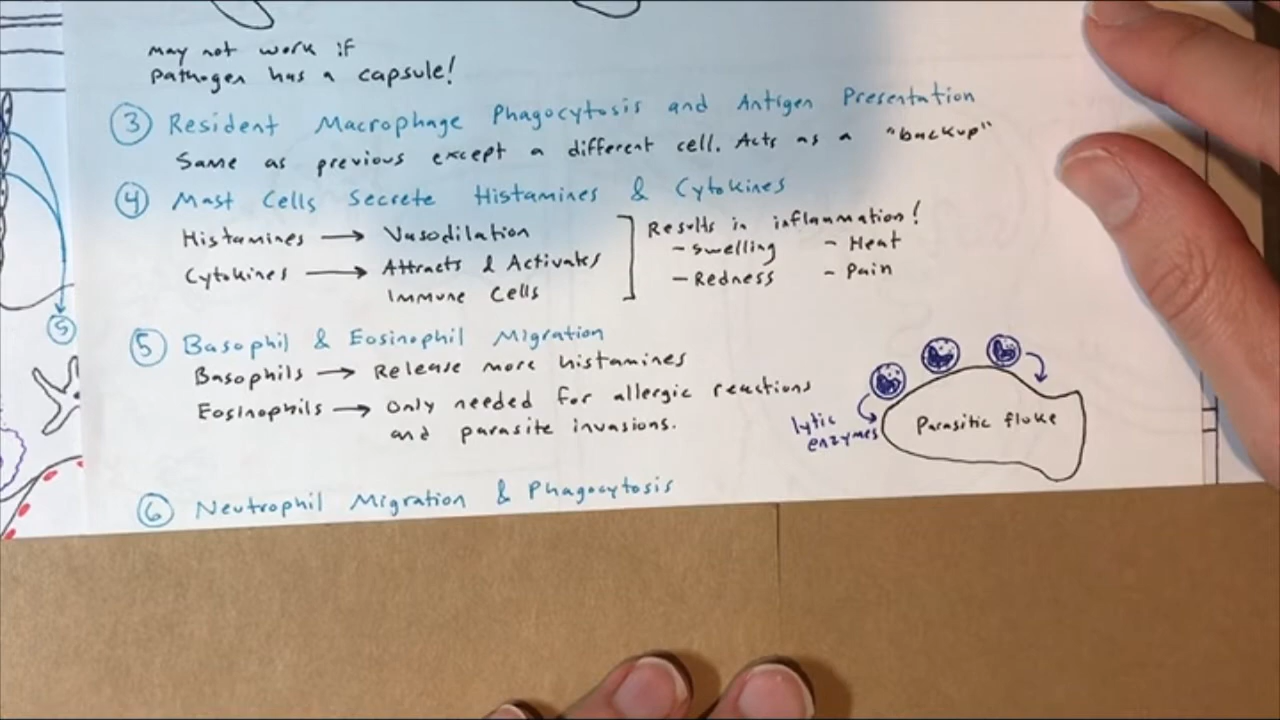 may not work if
pathogen has a capsule!
③ Resident Macrophage Phagocytosis and Antigen Presentation
Same as previous except a different cell. Acts as a "backup"
④ Mast Cells Secrete Histamines & Cytokines
Histamines → Vasodilation
Cytokines → Attracts & Activates
Immune Cells
Results in inflammation!
- Swelling - Heat
- Redness - Pain
⑤
⑤ Basophil & Eosinophil Migration
Basophils → Release more histamines
Eosinophils → Only needed for allergic reactions
and parasite invasions.
lytic
enzymes
Parasitic fluke
⑥ Neutrophil Migration & Phagocytosis